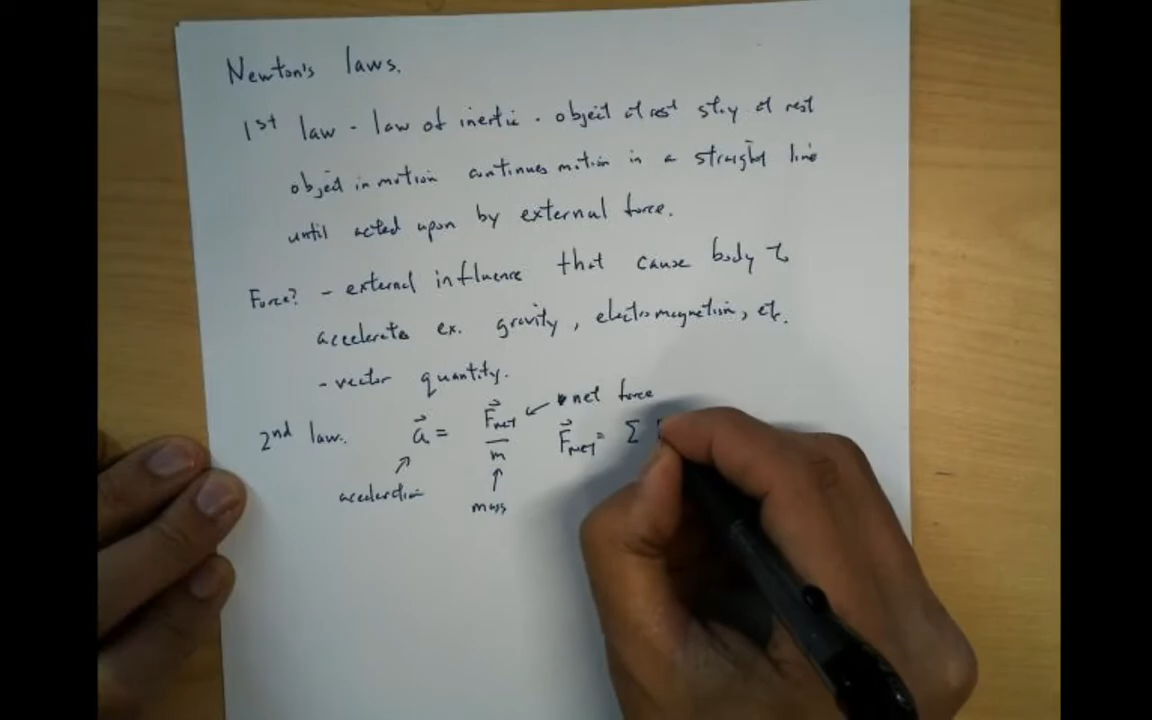 Newton's laws.
1st law - law of inertia - object at rest stay at rest
object in motion continues motion in a straight line
until acted upon by external force.
Force? - external influence that cause body to
accelerate ex. gravity, electromagnetism, etc.
- vector quantity.
2nd law. a⃗ = F⃗net / m ← net force
F⃗net = Σ
acceleration
mass